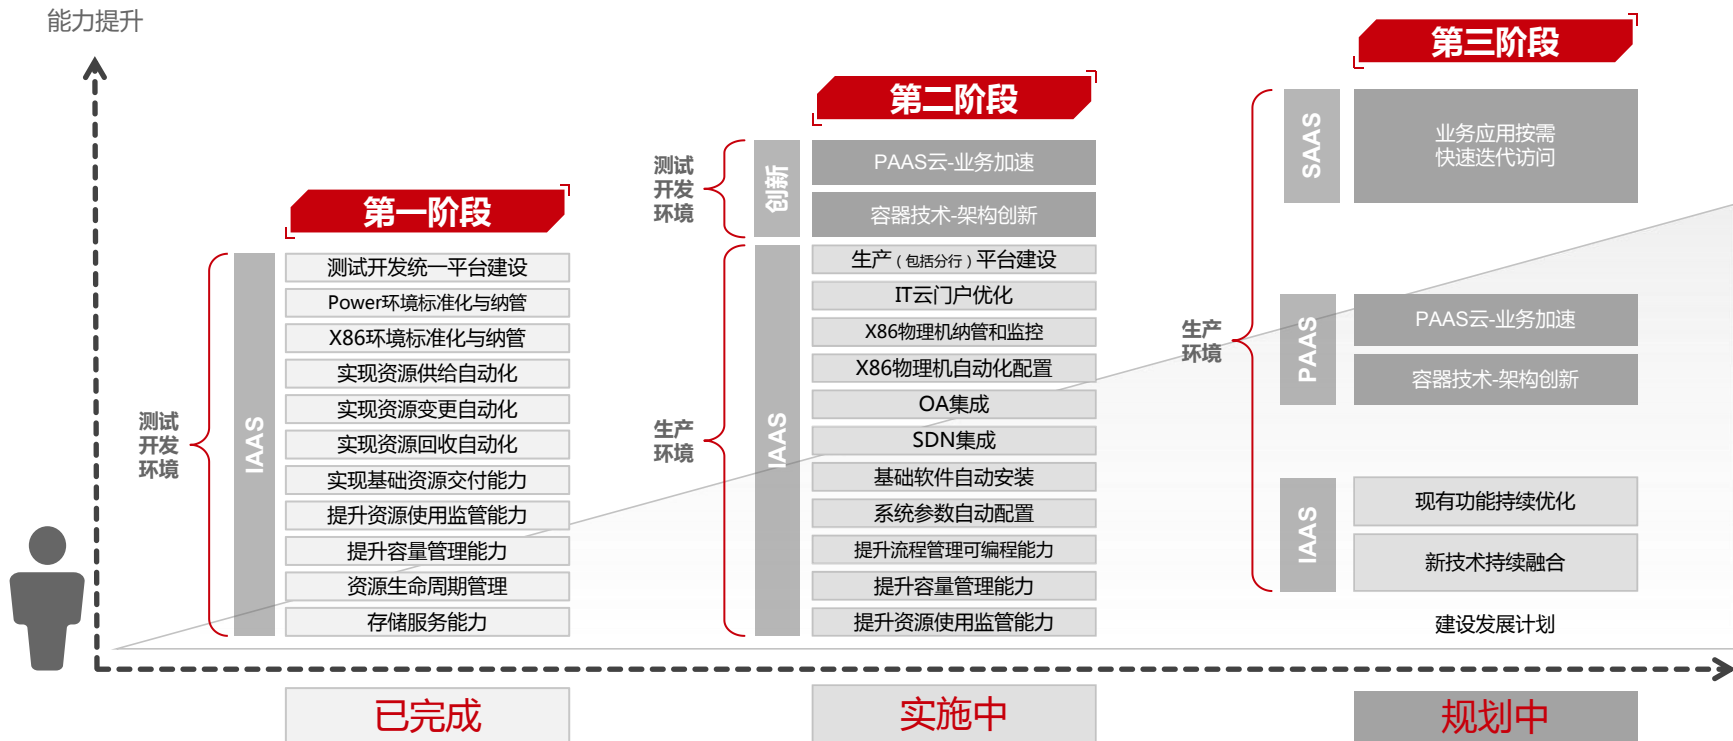 能力提升
第一阶段
测试
开发
环境
IAAS
测试开发统一平台建设
Power环境标准化与纳管
X86环境标准化与纳管
实现资源供给自动化
实现资源变更自动化
实现资源回收自动化
实现基础资源交付能力
提升资源使用监管能力
提升容量管理能力
资源生命周期管理
存储服务能力
已完成
第二阶段
测试
开发
环境
创新
PAAS云-业务加速
容器技术-架构创新
生产
环境
IAAS
生产（包括分行）平台建设
IT云门户优化
X86物理机纳管和监控
X86物理机自动化配置
OA集成
SDN集成
基础软件自动安装
系统参数自动配置
提升流程管理可编程能力
提升容量管理能力
提升资源使用监管能力
实施中
第三阶段
生产
环境
SAAS
业务应用按需
快速迭代访问
PAAS
PAAS云-业务加速
容器技术-架构创新
IAAS
现有功能持续优化
新技术持续融合
建设发展计划
规划中